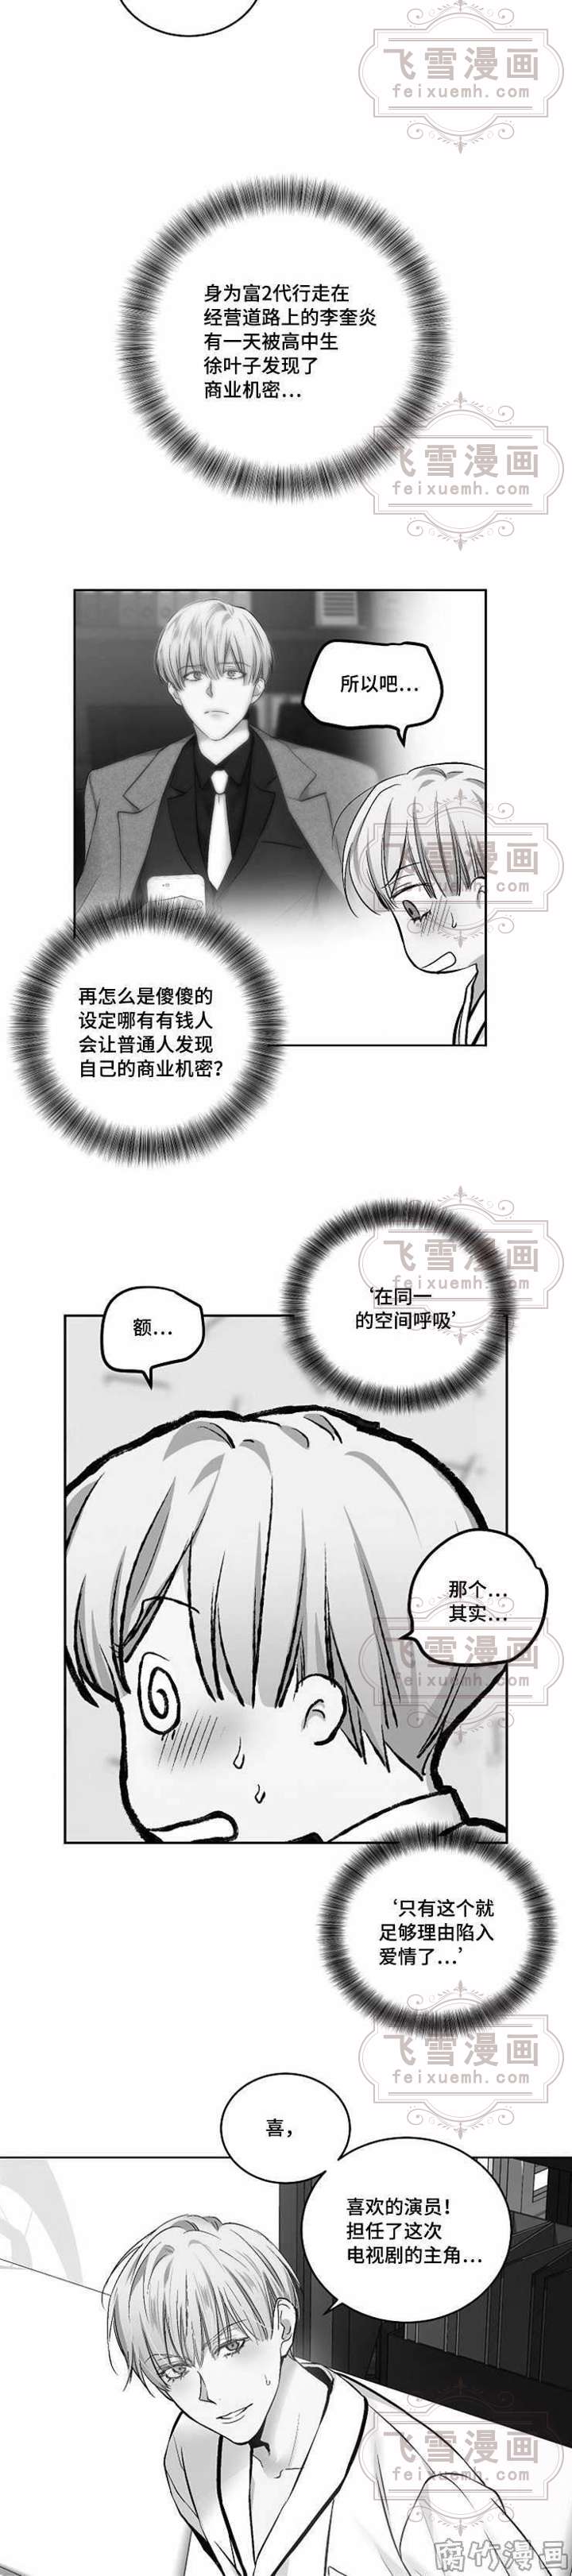 飞雪漫画
feixuemh.com
身为富2代行走在
经营道路上的李奎炎
有一天被高中生
徐叶子发现了
商业机密...
飞雪漫画
feixuemh.com
所以吧...
飞雪漫画
feixuemh.com
再怎么是傻傻的
设定哪有有钱人
会让普通人发现
自己的商业机密?
飞雪漫画
feixuemh.com
‘在同一
的空间呼吸’
额...
那个...
其实...
飞雪漫画
feixuemh.com
‘只有这个就
足够理由陷入
爱情了...’
飞雪漫画
feixuemh.com
喜,
喜欢的演员!
担任了这次
电视剧的主角...
飞雪漫画
feixuemh.com
腐竹漫画